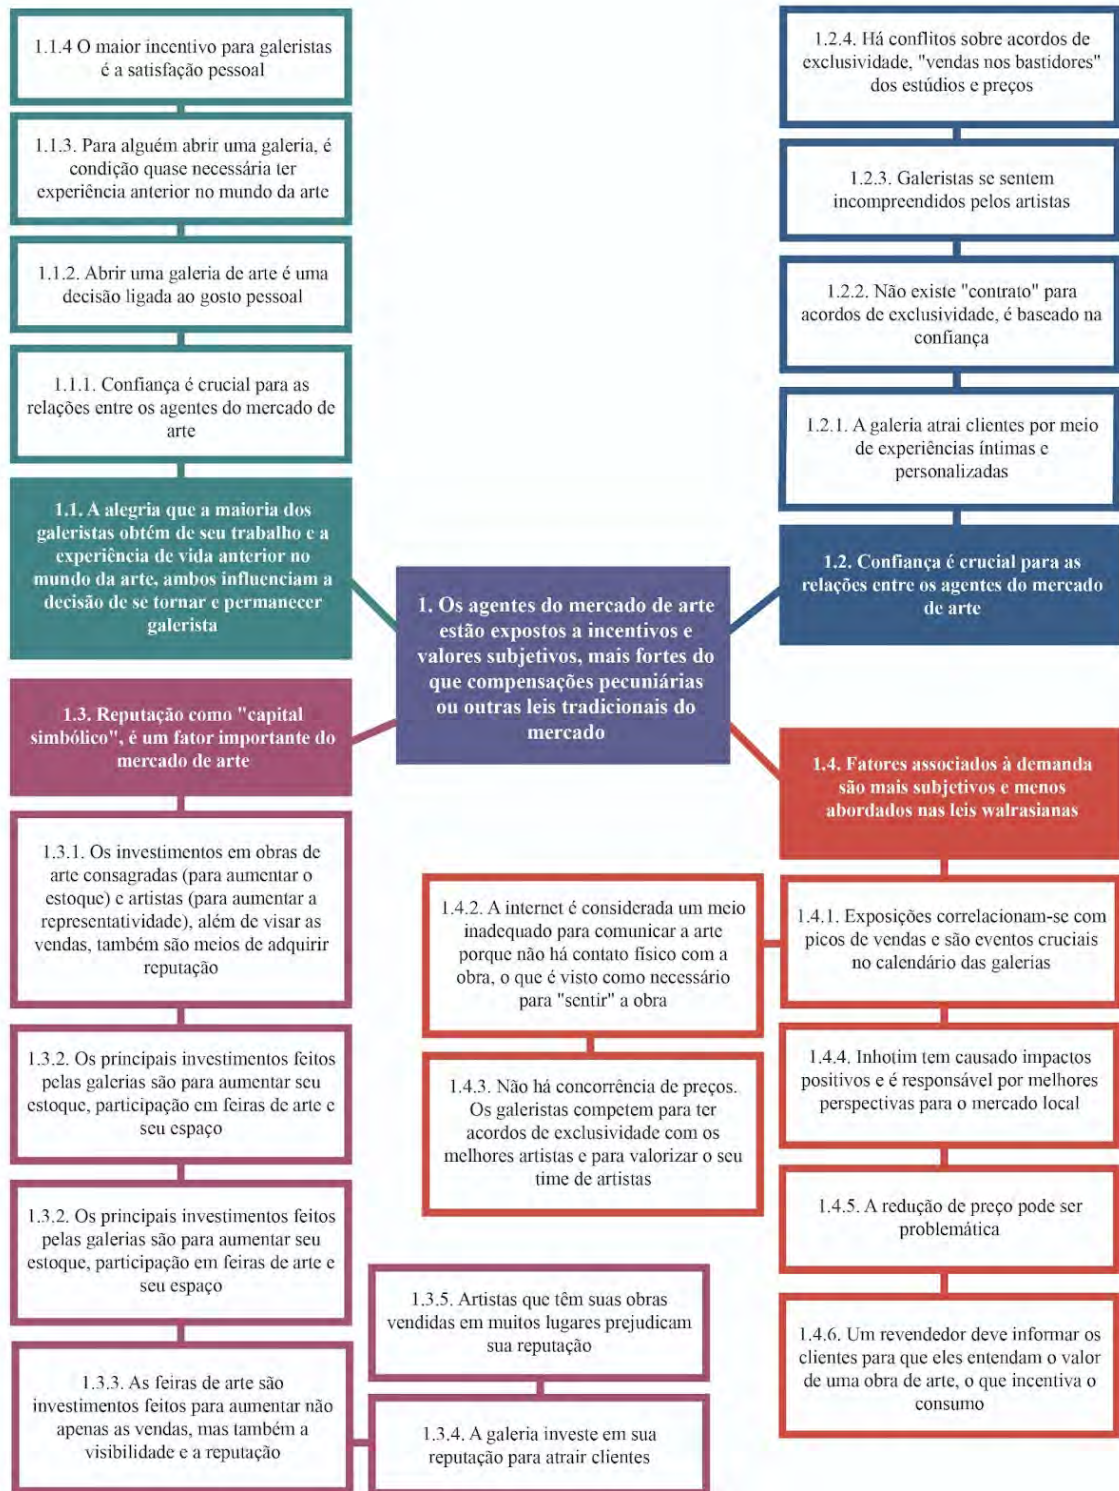 1.1.4 O maior incentivo para galeristas
é a satisfação pessoal
1.1.3. Para alguém abrir uma galeria, é
condição quase necessária ter
experiência anterior no mundo da arte
1.1.2. Abrir uma galeria de arte é uma
decisão ligada ao gosto pessoal
1.1.1. Confiança é crucial para as
relações entre os agentes do mercado de
arte
1.1. A alegria que a maioria dos
galeristas obtém de seu trabalho e a
experiência de vida anterior no
mundo da arte, ambos influenciam a
decisão de se tornar e permanecer
galerista
1.2.4. Há conflitos sobre acordos de
exclusividade, "vendas nos bastidores"
dos estúdios e preços
1.2.3. Galeristas se sentem
incompreendidos pelos artistas
1.2.2. Não existe "contrato" para
acordos de exclusividade, é baseado na
confiança
1.2.1. A galeria atrai clientes por meio
de experiências íntimas e
personalizadas
1.2. Confiança é crucial para as
relações entre os agentes do mercado
de arte
1. Os agentes do mercado de arte
estão expostos a incentivos e
valores subjetivos, mais fortes do
que compensações pecuniárias
ou outras leis tradicionais do
mercado
1.3. Reputação como "capital
simbólico", é um fator importante do
mercado de arte
1.3.1. Os investimentos em obras de
arte consagradas (para aumentar o
estoque) e artistas (para aumentar a
representatividade), além de visar as
vendas, também são meios de adquirir
reputação
1.3.2. Os principais investimentos feitos
pelas galerias são para aumentar seu
estoque, participação em feiras de arte e
seu espaço
1.3.2. Os principais investimentos feitos
pelas galerias são para aumentar seu
estoque, participação em feiras de arte e
seu espaço
1.3.3. As feiras de arte são
investimentos feitos para aumentar não
apenas as vendas, mas também a
visibilidade e a reputação
1.3.5. Artistas que têm suas obras
vendidas em muitos lugares prejudicam
sua reputação
1.3.4. A galeria investe em sua
reputação para atrair clientes
1.4. Fatores associados à demanda
são mais subjetivos e menos
abordados nas leis walrasianas
1.4.2. A internet é considerada um meio
inadequado para comunicar a arte
porque não há contato físico com a
obra, o que é visto como necessário
para "sentir" a obra
1.4.3. Não há concorrência de preços.
Os galeristas competem para ter
acordos de exclusividade com os
melhores artistas e para valorizar o seu
time de artistas
1.4.1. Exposições correlacionam-se com
picos de vendas e são eventos cruciais
no calendário das galerias
1.4.4. Inhotim tem causado impactos
positivos e é responsável por melhores
perspectivas para o mercado local
1.4.5. A redução de preço pode ser
problemática
1.4.6. Um revendedor deve informar os
clientes para que eles entendam o valor
de uma obra de arte, o que incentiva o
consumo